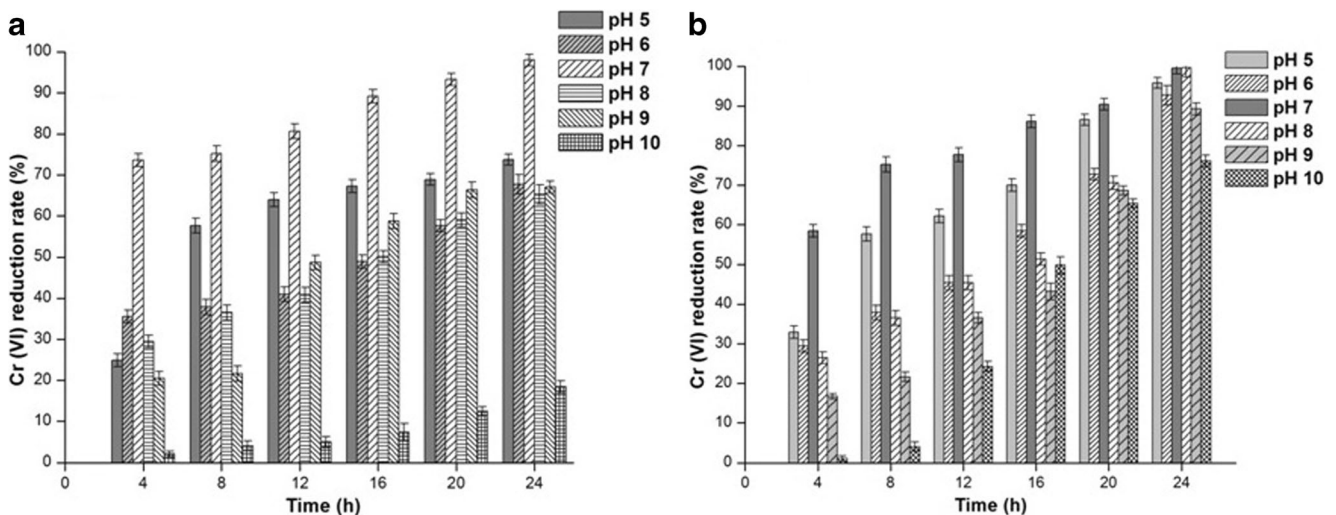 a
pH 5
pH 6
pH 7
pH 8
pH 9
pH 10
100
90
80
70
60
50
40
30
20
10
0
Cr (VI) reduction rate (%)
0 4 8 12 16 20 24
Time (h)
b
pH 5
pH 6
pH 7
pH 8
pH 9
pH 10
100
90
80
70
60
50
40
30
20
10
0
Cr (VI) reduction rate (%)
0 4 8 12 16 20 24
Time (h)